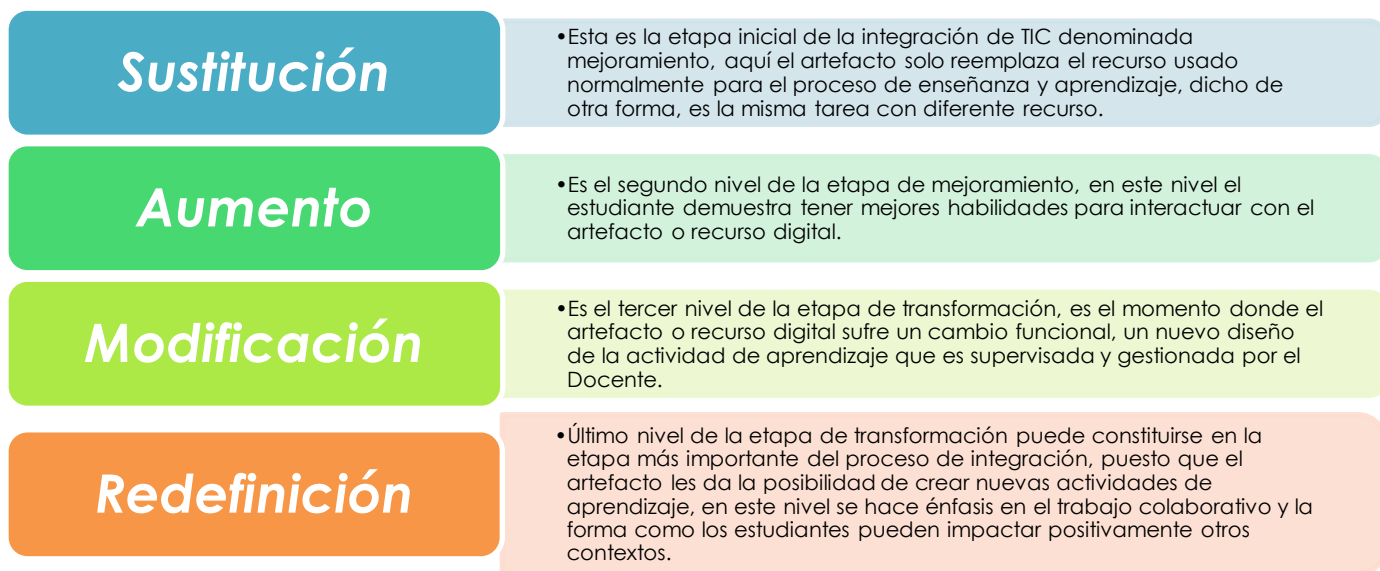 Sustitución
•Esta es la etapa inicial de la integración de TIC denominada
mejoramiento, aquí el artefacto solo reemplaza el recurso usado
normalmente para el proceso de enseñanza y aprendizaje, dicho de
otra forma, es la misma tarea con diferente recurso.
Aumento
•Es el segundo nivel de la etapa de mejoramiento, en este nivel el
estudiante demuestra tener mejores habilidades para interactuar con el
artefacto o recurso digital.
Modificación
•Es el tercer nivel de la etapa de transformación, es el momento donde el
artefacto o recurso digital sufre un cambio funcional, un nuevo diseño
de la actividad de aprendizaje que es supervisada y gestionada por el
Docente.
Redefinición
•Último nivel de la etapa de transformación puede constituirse en la
etapa más importante del proceso de integración, puesto que el
artefacto les da la posibilidad de crear nuevas actividades de
aprendizaje, en este nivel se hace énfasis en el trabajo colaborativo y la
forma como los estudiantes pueden impactar positivamente otros
contextos.